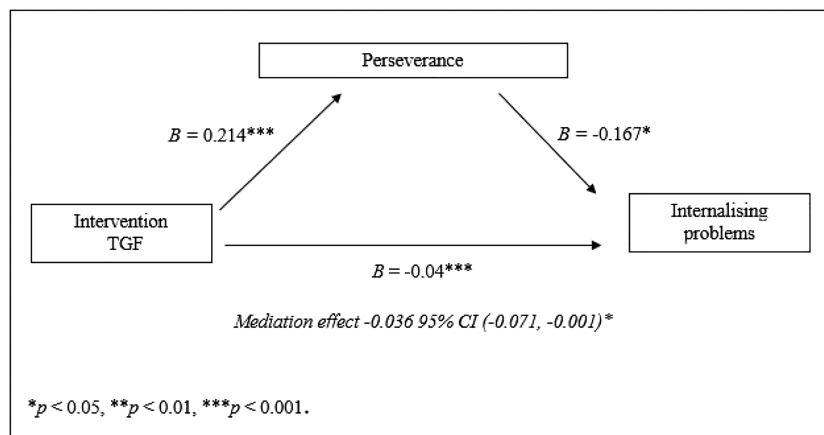 Perseverance
B = 0.214***
B = -0.167*
Intervention
TGF
Internalising
problems
B = -0.04***
Mediation effect -0.036 95% CI (-0.071, -0.001)*
*p < 0.05, **p < 0.01, ***p < 0.001.